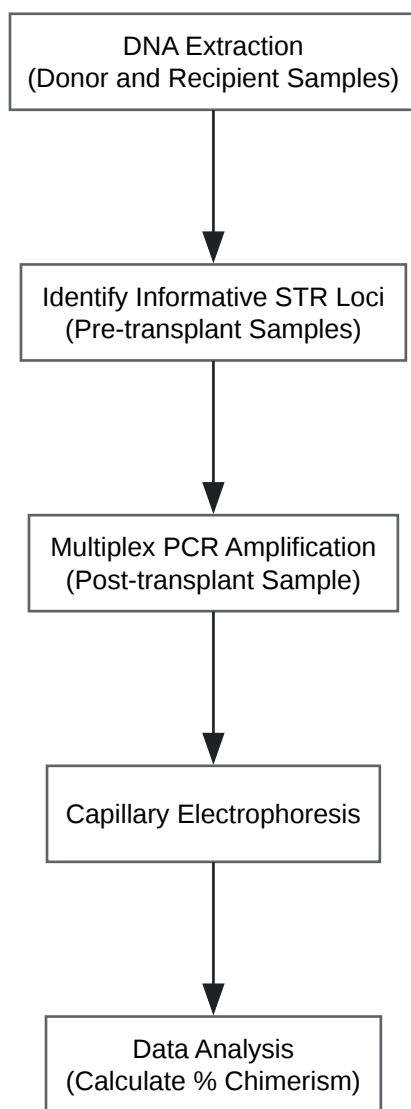 DNA Extraction
(Donor and Recipient Samples)
Identify Informative STR Loci
(Pre-transplant Samples)
Multiplex PCR Amplification
(Post-transplant Sample)
Capillary Electrophoresis
Data Analysis
(Calculate % Chimerism)